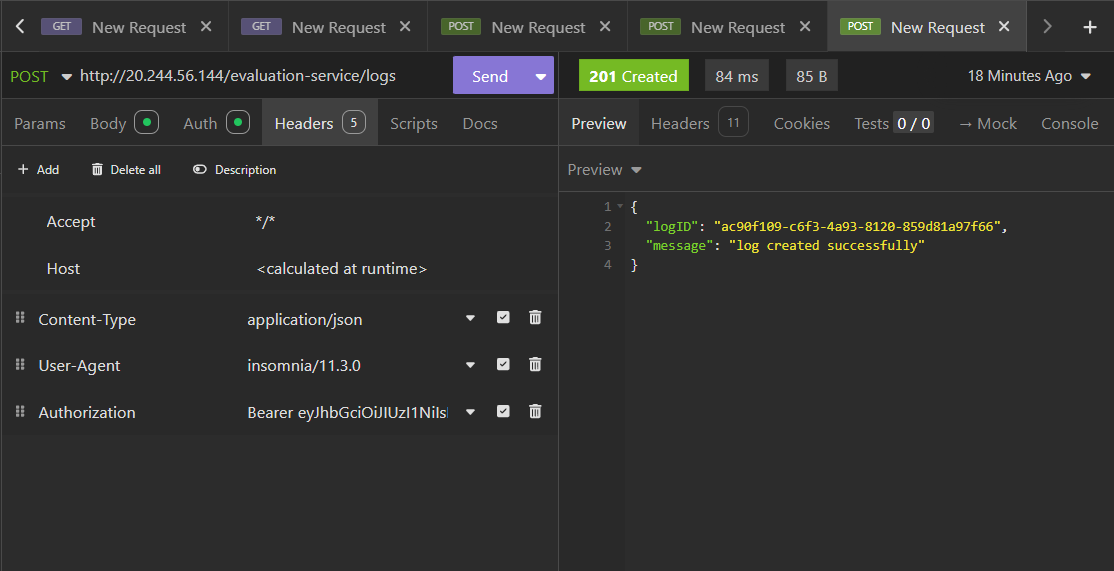 GET New Request GET New Request POST New Request POST New Request POST New Request
POST http://20.244.56.144/evaluation-service/logs Send 201 Created 84 ms 85 B 18 Minutes Ago
Params Body Auth Headers 5 Scripts Docs Preview Headers 11 Cookies Tests 0 / 0 → Mock Console
+ Add Delete all Description Preview
Accept */*
Host <calculated at runtime>
Content-Type application/json
User-Agent insomnia/11.3.0
Authorization Bearer eyJhbGciOiJIUzI1NiIs
1 {
2 "logID": "ac90f109-c6f3-4a93-8120-859d81a97f66",
3 "message": "log created successfully"
4 }